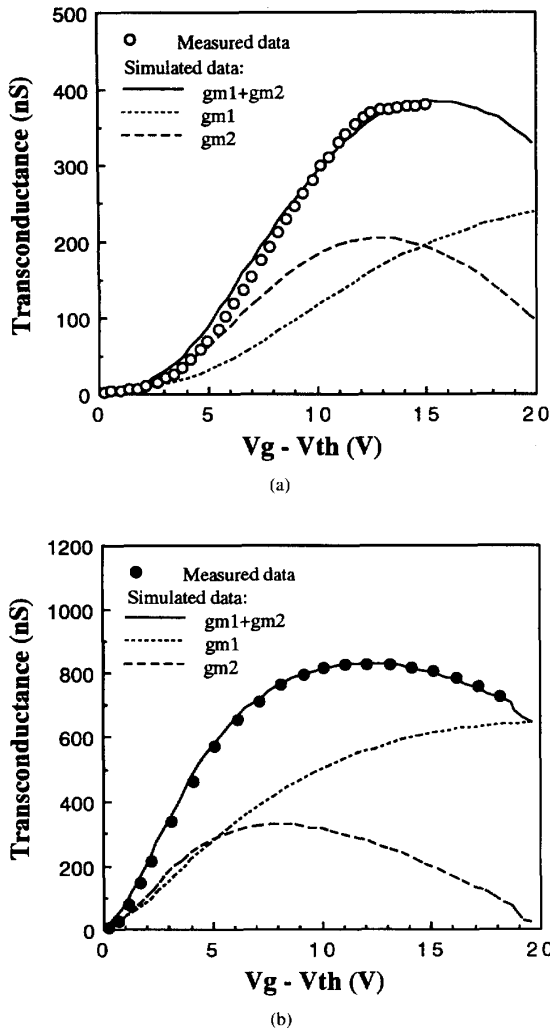 500
400
300
200
100
0
Transconductance (nS)
Measured data
Simulated data:
gm1+gm2
gm1
gm2
0 5 10 15 20
Vg - Vth (V)
(a)
1200
1000
800
600
400
200
0
Transconductance (nS)
Measured data
Simulated data:
gm1+gm2
gm1
gm2
0 5 10 15 20
Vg - Vth (V)
(b)